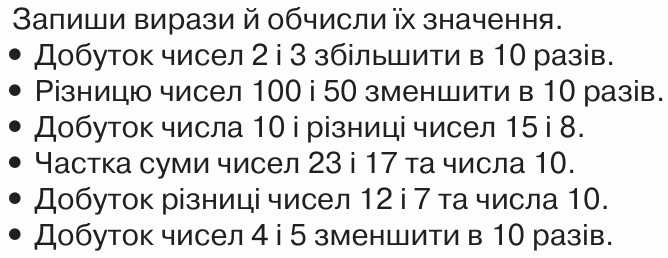 Запиши вирази й обчисли їх значення.
• Добуток чисел 2 і 3 збільшити в 10 разів.
• Різницю чисел 100 і 50 зменшити в 10 разів.
• Добуток числа 10 і різниці чисел 15 і 8.
• Частка суми чисел 23 і 17 та числа 10.
• Добуток різниці чисел 12 і 7 та числа 10.
• Добуток чисел 4 і 5 зменшити в 10 разів.